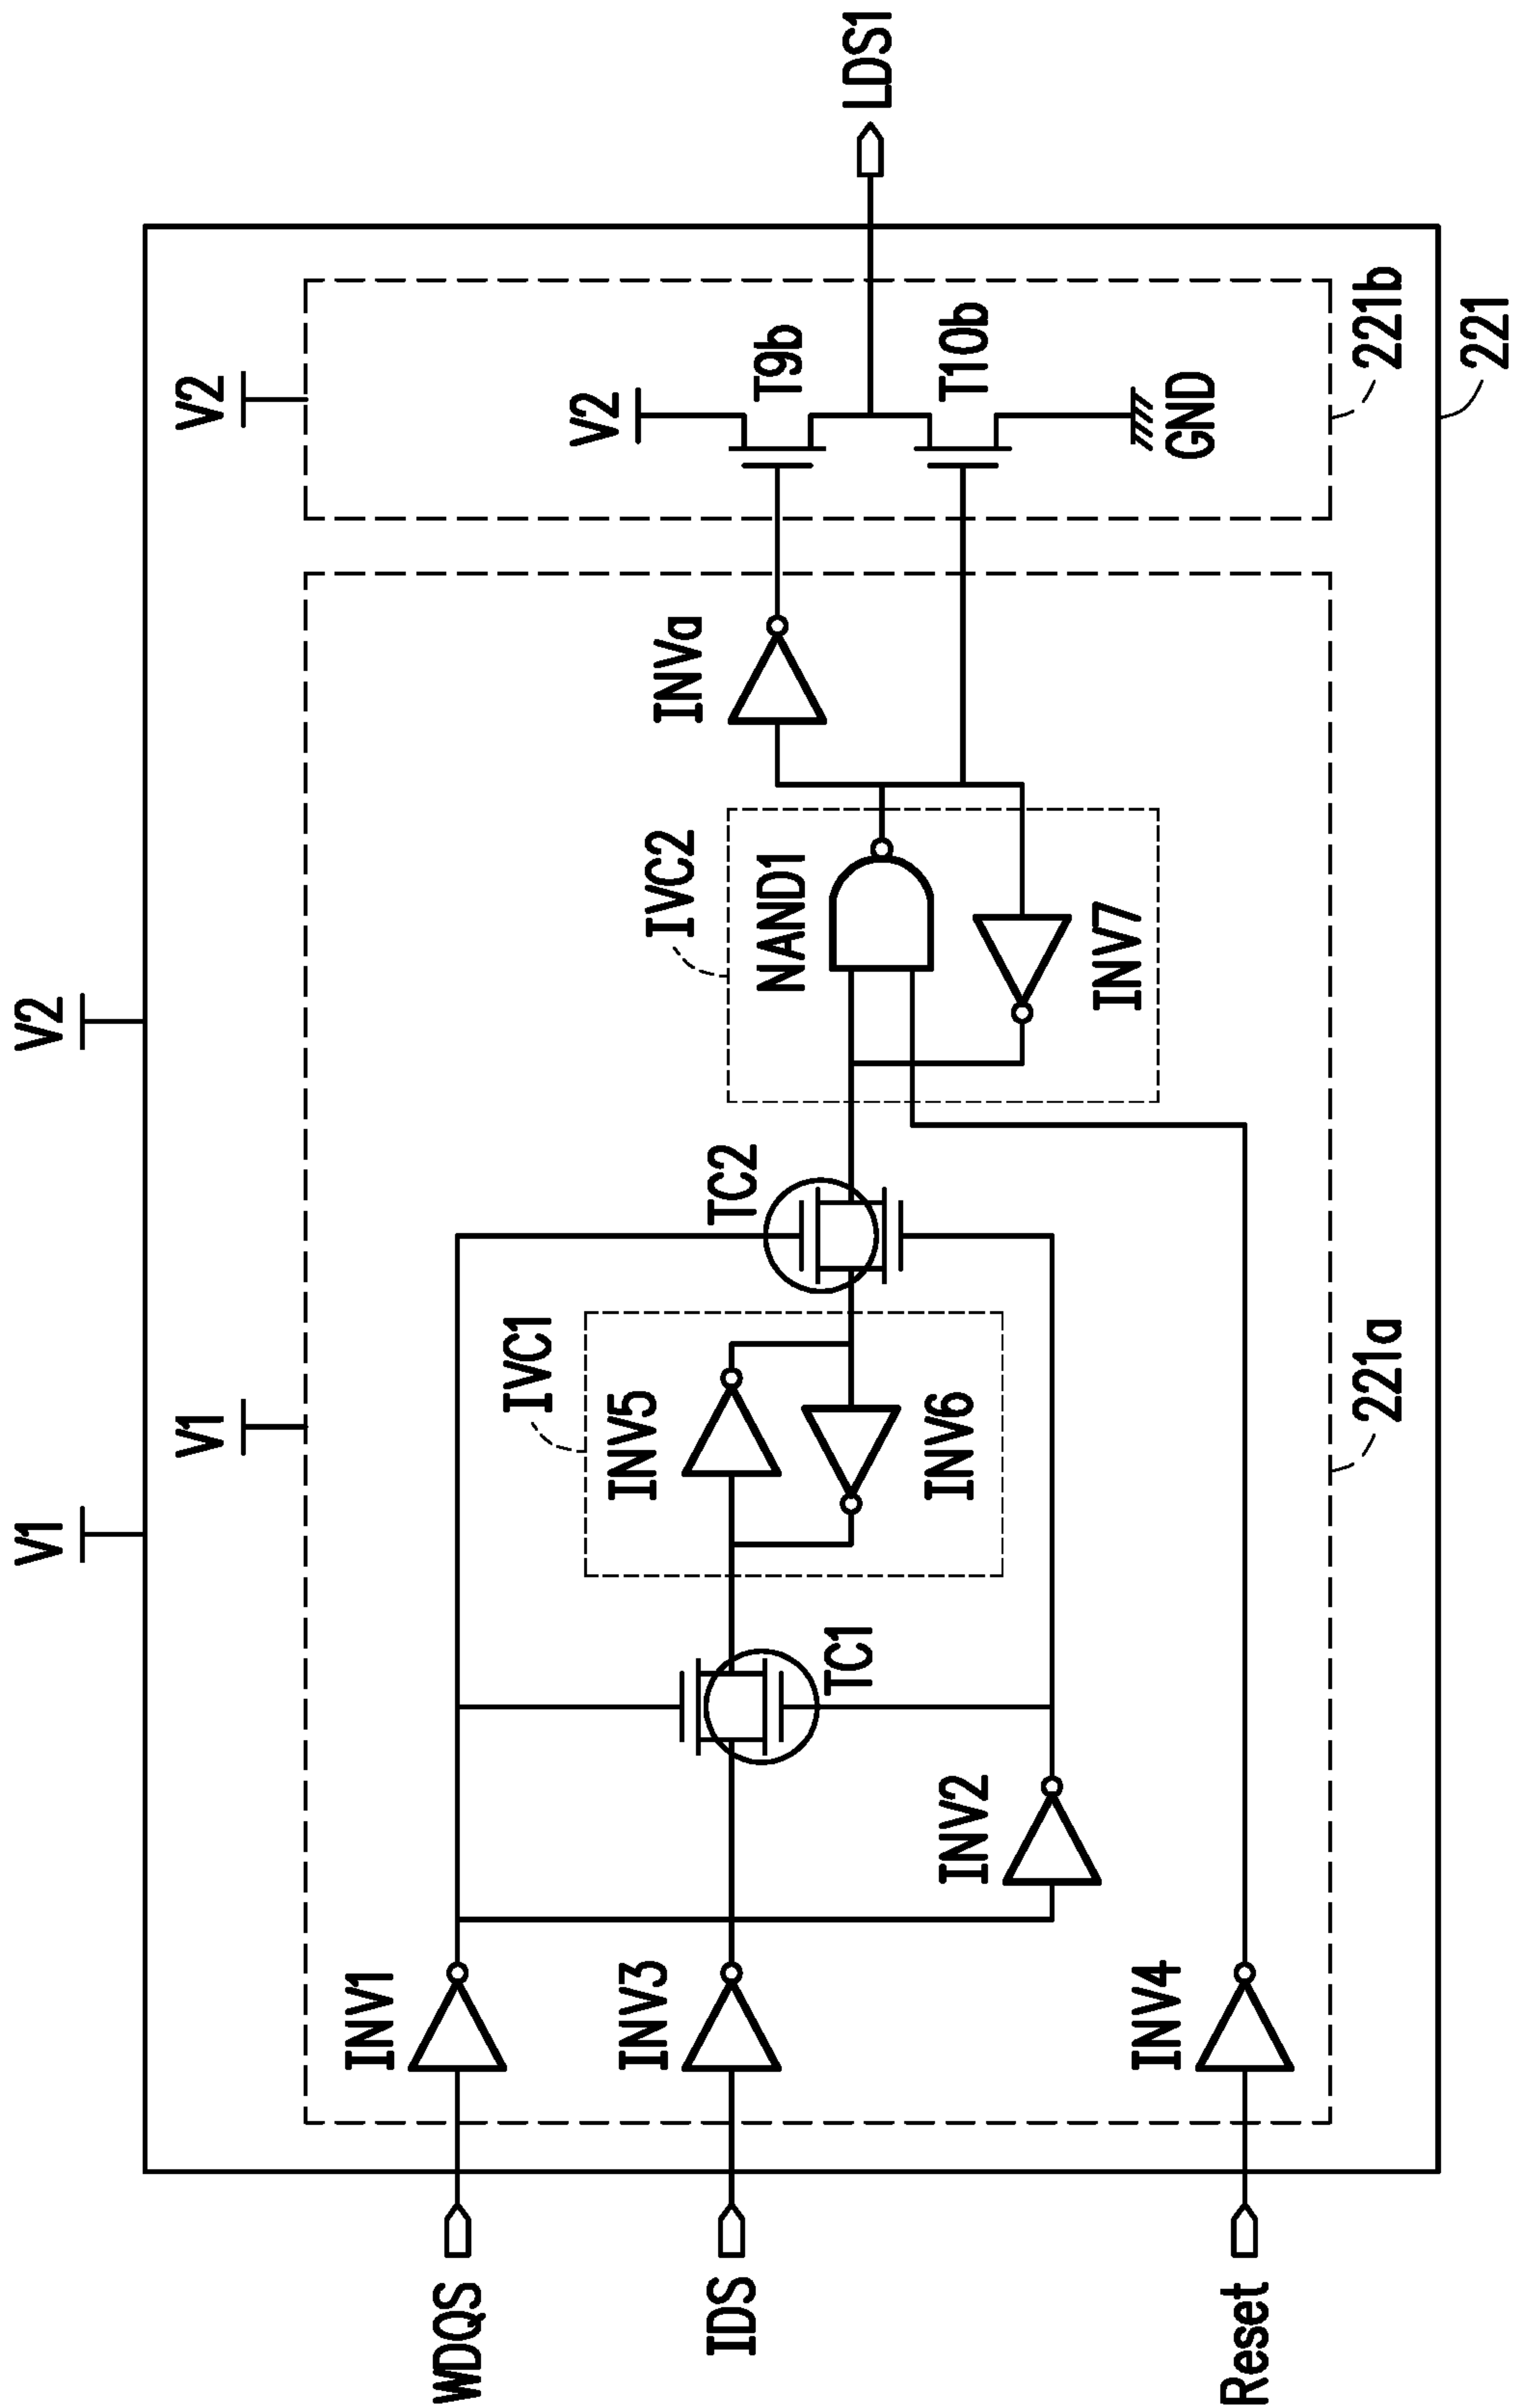 V1
V2
V1
V2
WDQS
INV1
IDS
INV3
INV2
TC1
IVC1
INV5
INV6
TC2
IVC2
NAND1
INV7
INVa
V2
T9b
T10b
GND
LDS1
Reset
INV4
221a
221b
221